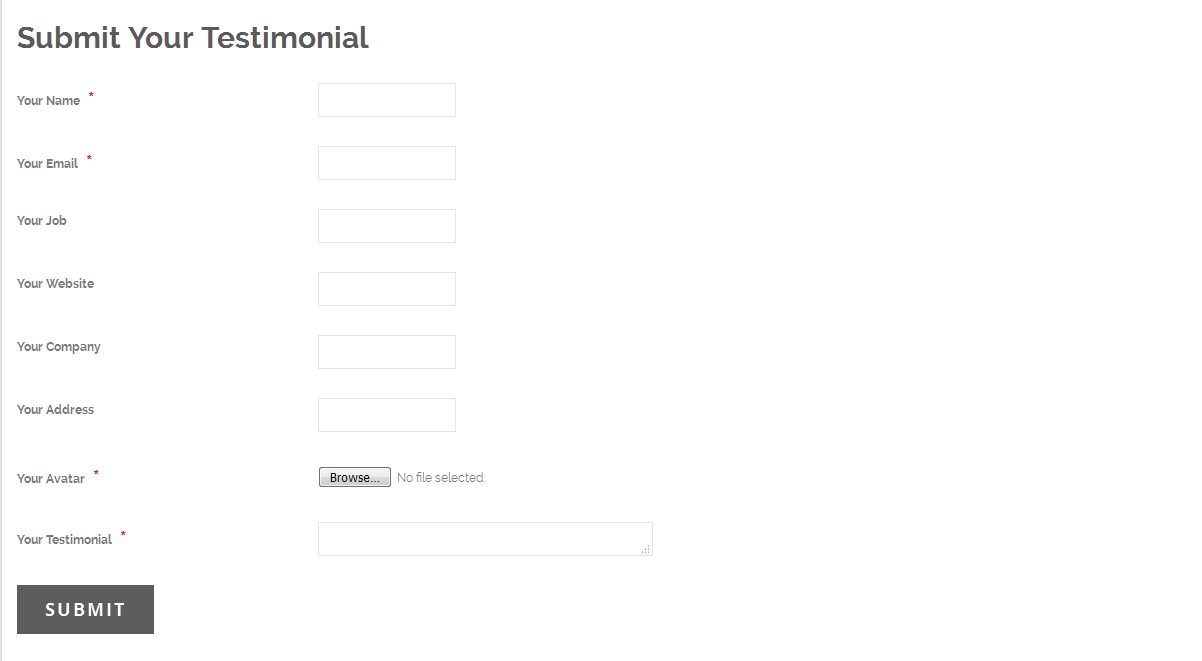 Submit Your Testimonial
Your Name *
Your Email *
Your Job
Your Website
Your Company
Your Address
Your Avatar * Browse... No file selected.
Your Testimonial *
SUBMIT